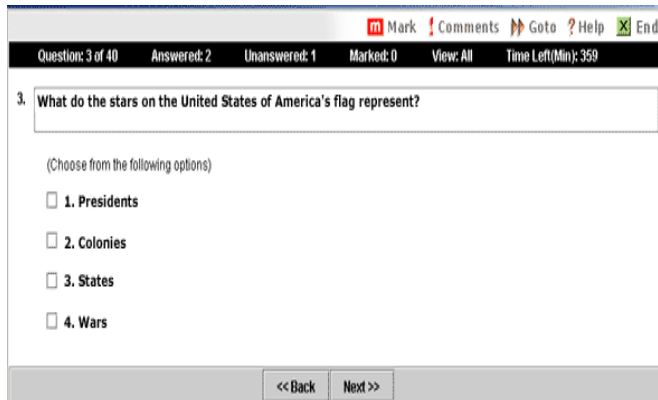 m Mark ! Comments Goto ? Help X End
Question: 3 of 40 Answered: 2 Unanswered: 1 Marked: 0 View: All Time Left(Min): 359
3. What do the stars on the United States of America's flag represent?
(Choose from the following options)
1. Presidents
2. Colonies
3. States
4. Wars
<< Back Next >>